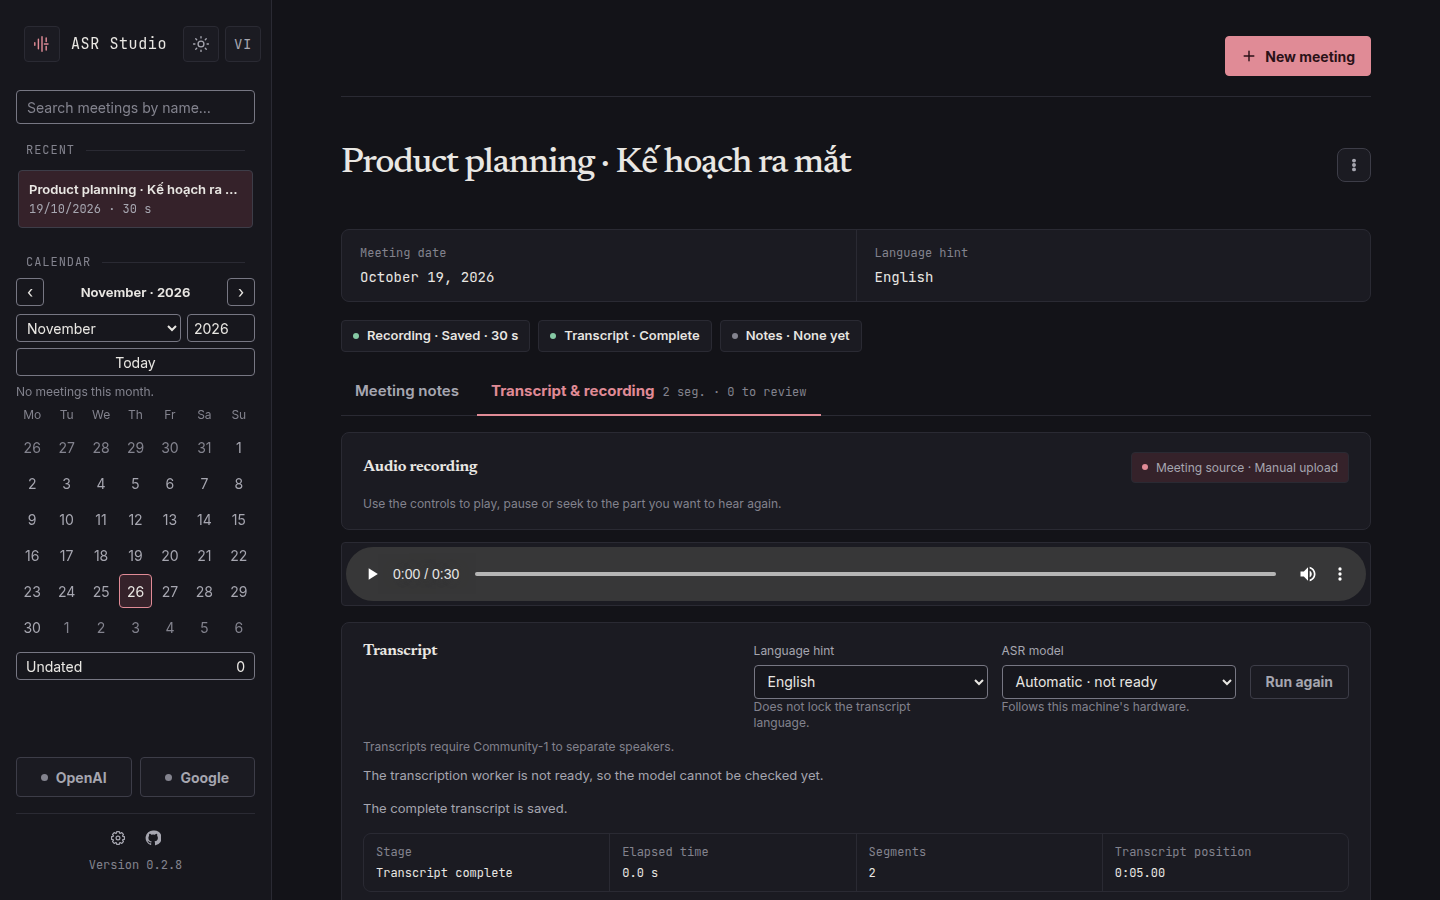 ASR Studio
VI
Search meetings by name...
RECENT
Product planning · Kế hoạch ra ...
19/10/2026 · 30 s
CALENDAR
‹ November · 2026 ›
November 2026
Today
No meetings this month.
Mo Tu We Th Fr Sa Su
26 27 28 29 30 31 1
2 3 4 5 6 7 8
9 10 11 12 13 14 15
16 17 18 19 20 21 22
23 24 25 26 27 28 29
30 1 2 3 4 5 6
Undated 0
OpenAI Google
Version 0.2.8
+ New meeting
Product planning · Kế hoạch ra mắt
Meeting date
October 19, 2026
Language hint
English
Recording · Saved · 30 s
Transcript · Complete
Notes · None yet
Meeting notes
Transcript & recording 2 seg. · 0 to review
Audio recording
Meeting source · Manual upload
Use the controls to play, pause or seek to the part you want to hear again.
0:00 / 0:30
Transcript
Language hint
English
Does not lock the transcript
language.
ASR model
Automatic · not ready
Follows this machine's hardware.
Run again
Transcripts require Community-1 to separate speakers.
The transcription worker is not ready, so the model cannot be checked yet.
The complete transcript is saved.
Stage
Transcript complete
Elapsed time
0.0 s
Segments
2
Transcript position
0:05.00